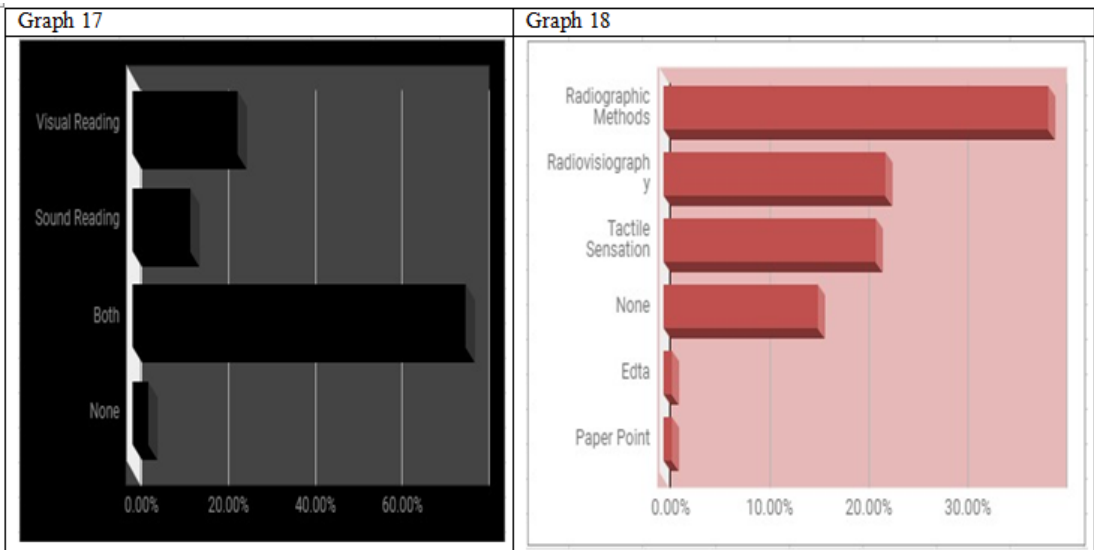 Graph 17
Visual Reading
Sound Reading
Both
None
0.00% 20.00% 40.00% 60.00%
Graph 18
Radiographic
Methods
Radiovisiograph
y
Tactile
Sensation
None
Edta
Paper Point
0.00% 10.00% 20.00% 30.00%